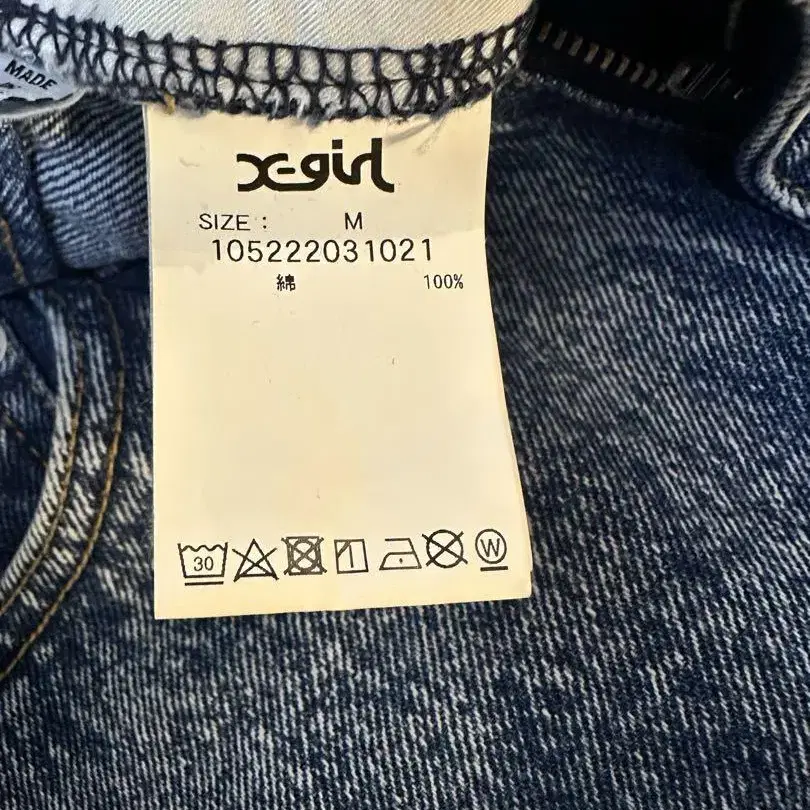 MADE
X-girl
SIZE : M
105222031021
綿 100%
30
W